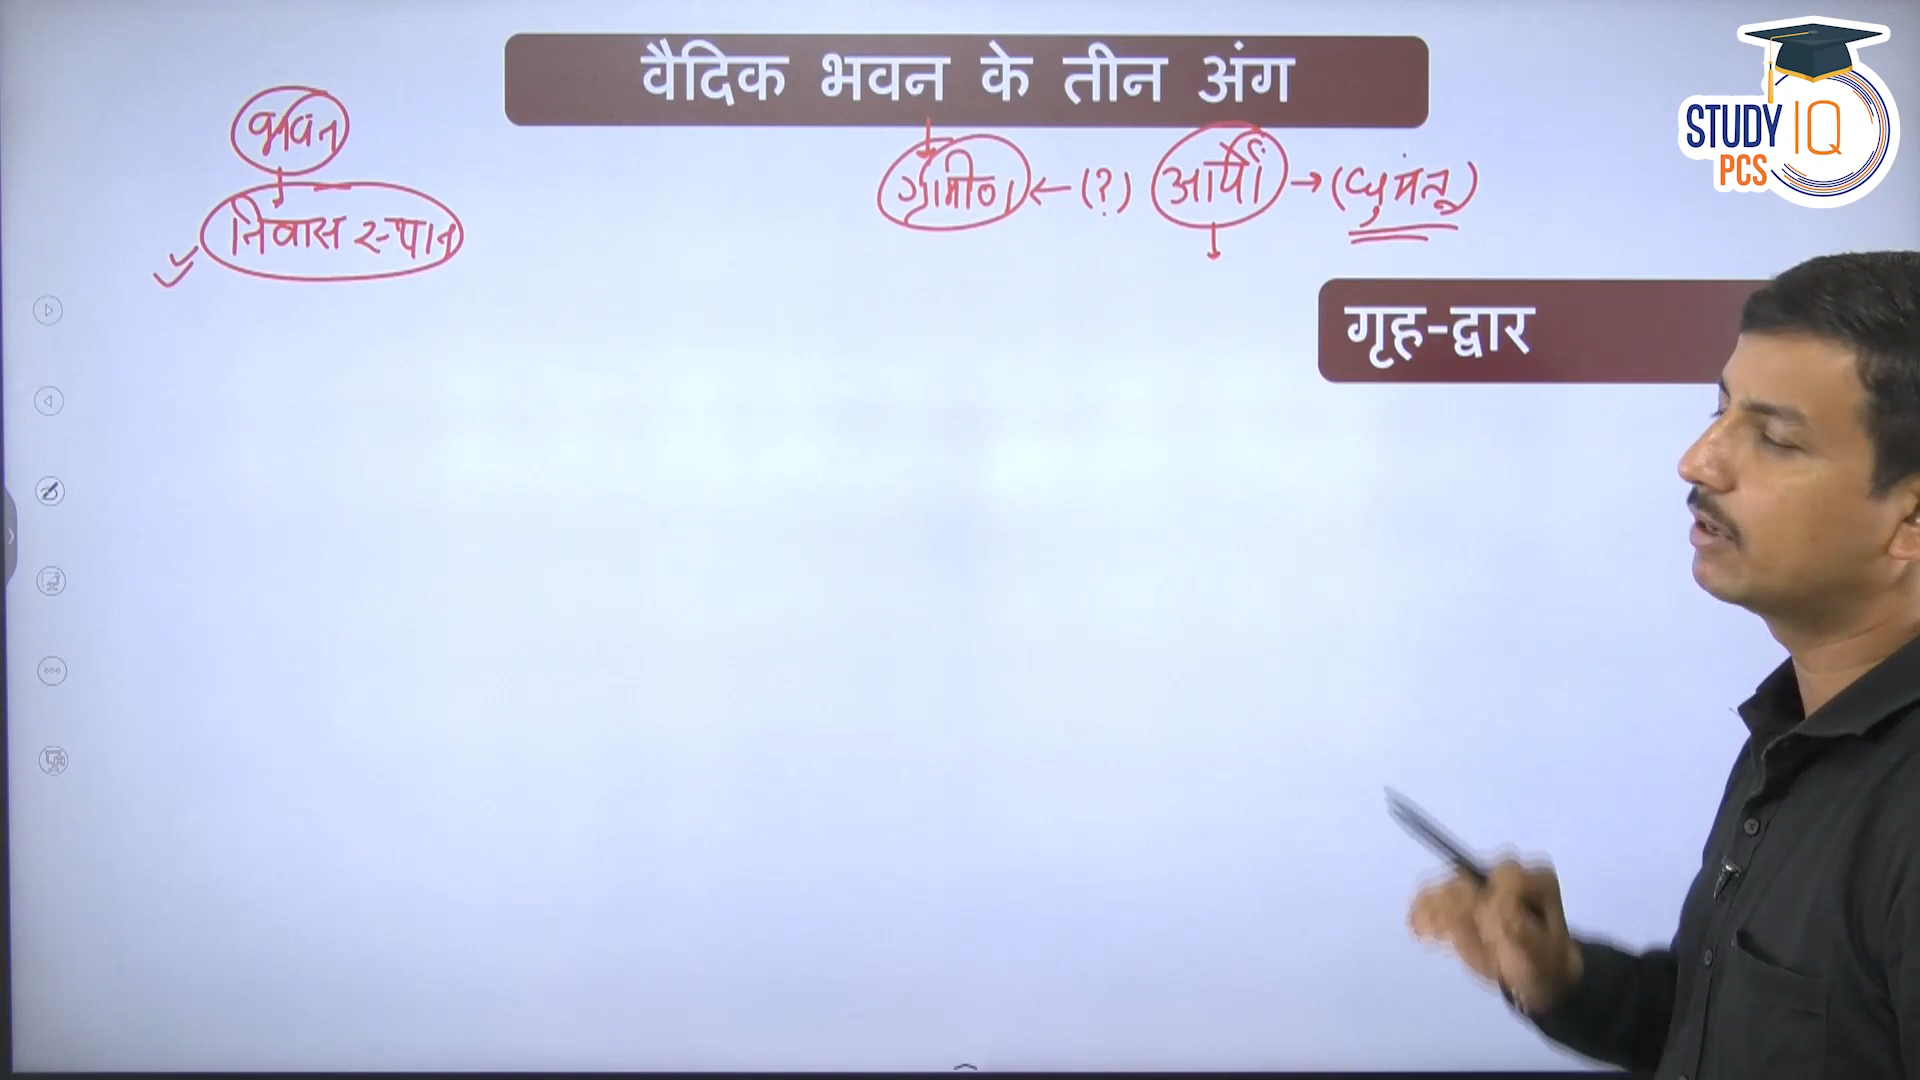 वैदिक भवन के तीन अंग
STUDY IQ
PCS
भवन
निवास स्थान
ग्रामीण ← (?) आर्यों → (घुमंतू)
गृह-द्वार